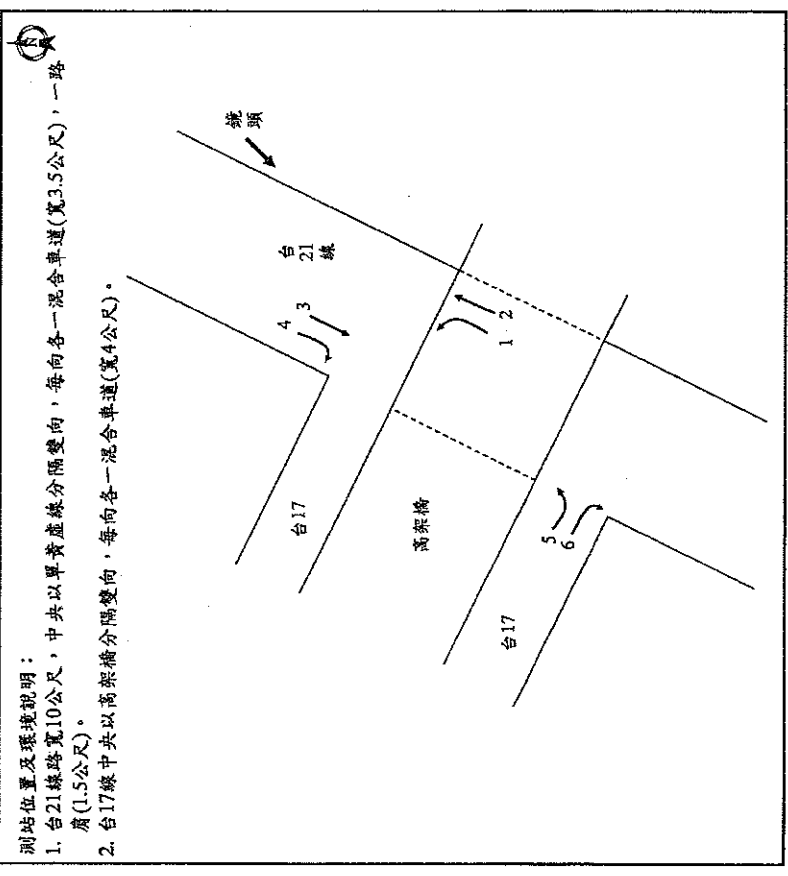 測站位置及環境說明：
1. 台21線路寬10公尺，中央以單黃虛線分隔雙向，每向各一混合車道(寬3.5公尺)，一路
肩(1.5公尺)。
2. 台17線中央以高架橋分隔雙向，每向各一混合車道(寬4公尺)。
N
鏡頭
台21線
4
3
台17
1
2
高架橋
5
6
台17